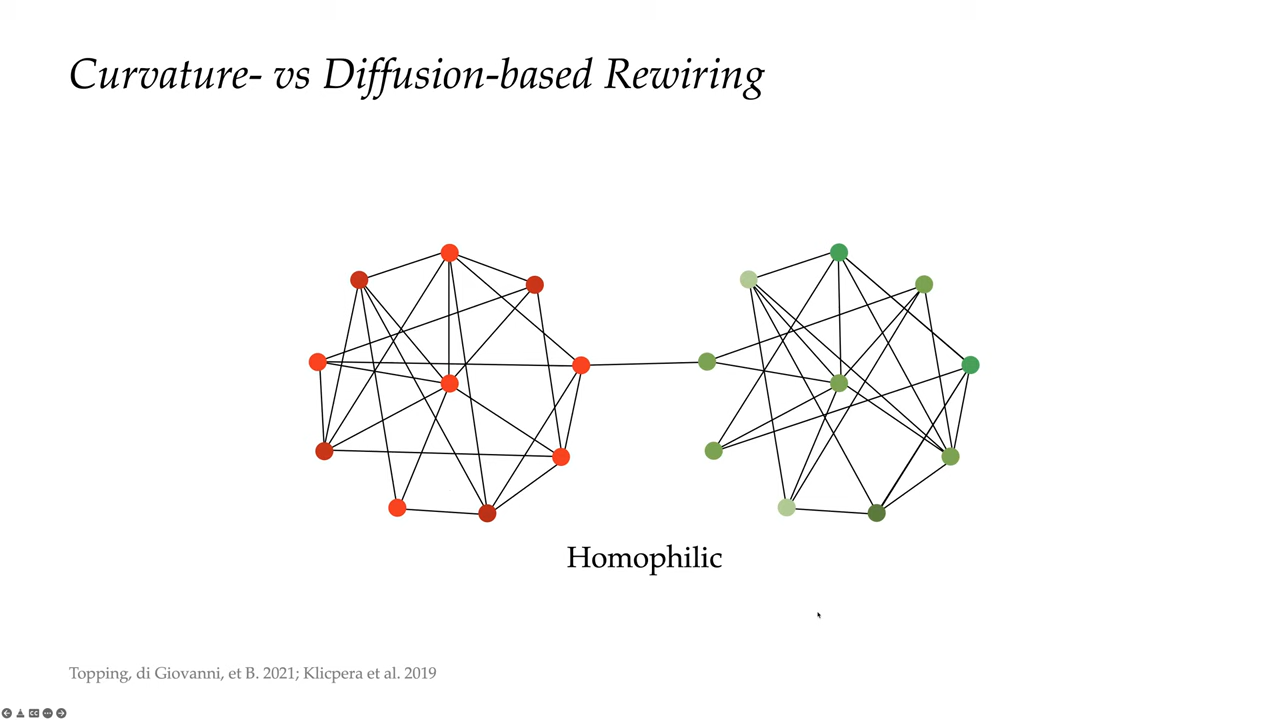 Curvature- vs Diffusion-based Rewiring
Homophilic
Topping, di Giovanni, et B. 2021; Klicpera et al. 2019